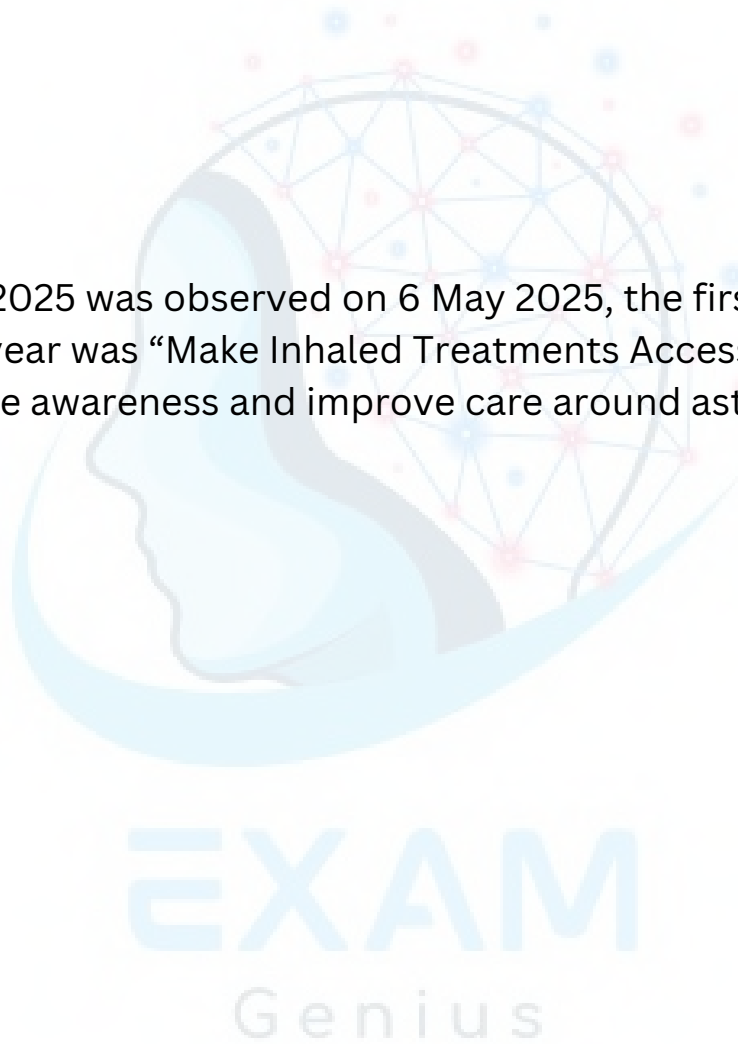 2025 was observed on 6 May 2025, the firs
year was “Make Inhaled Treatments Access
e awareness and improve care around ast
EXAM
Genius